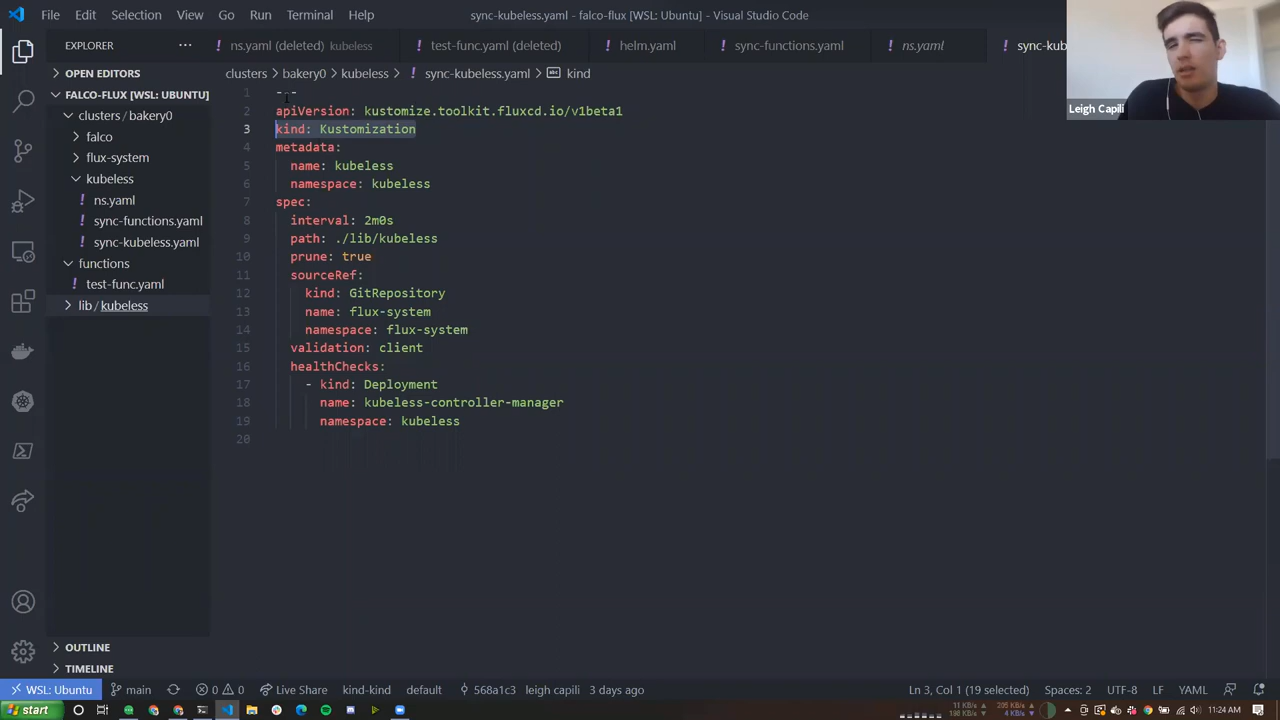 File Edit Selection View Go Run Terminal Help
sync-kubeless.yaml - falco-flux [WSL: Ubuntu] - Visual Studio Code
EXPLORER
ns.yaml (deleted) kubeless
test-func.yaml (deleted)
helm.yaml
sync-functions.yaml
ns.yaml
sync-kub
Leigh Capili
OPEN EDITORS
FALCO-FLUX [WSL: UBUNTU]
clusters / bakery0
falco
flux-system
kubeless
ns.yaml
sync-functions.yaml
sync-kubeless.yaml
functions
test-func.yaml
lib / kubeless
OUTLINE
TIMELINE
clusters > bakery0 > kubeless > ! sync-kubeless.yaml > abc kind
1 ---
2 apiVersion: kustomize.toolkit.fluxcd.io/v1beta1
3 kind: Kustomization
4 metadata:
5 name: kubeless
6 namespace: kubeless
7 spec:
8 interval: 2m0s
9 path: ./lib/kubeless
10 prune: true
11 sourceRef:
12 kind: GitRepository
13 name: flux-system
14 namespace: flux-system
15 validation: client
16 healthChecks:
17 - kind: Deployment
18 name: kubeless-controller-manager
19 namespace: kubeless
20
WSL: Ubuntu main 0 0 Live Share kind-kind default 568a1c3 leigh capili 3 days ago Ln 3, Col 1 (19 selected) Spaces: 2 UTF-8 LF YAML
start 11:24 AM